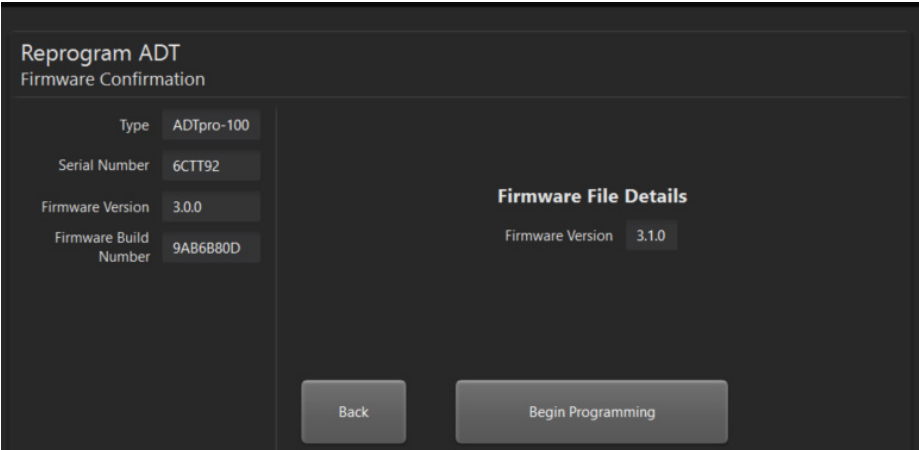 Reprogram ADT
Firmware Confirmation
Type ADTpro-100
Serial Number 6CTT92
Firmware Version 3.0.0
Firmware Build
Number 9AB6B80D
Firmware File Details
Firmware Version 3.1.0
Back
Begin Programming